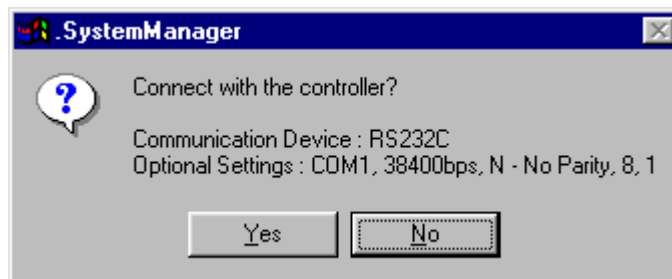 .SystemManager
Connect with the controller?
Communication Device : RS232C
Optional Settings : COM1, 38400bps, N - No Parity, 8, 1
Yes No